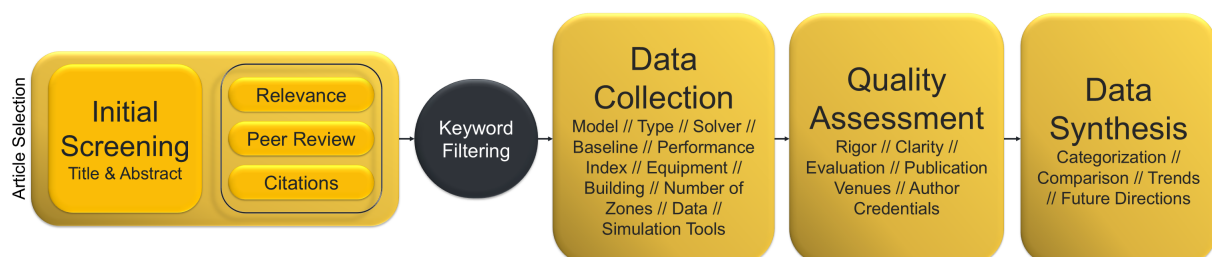 Article Selection
Initial
Screening
Title & Abstract
Relevance
Peer Review
Citations
Keyword
Filtering
Data
Collection
Model // Type // Solver //
Baseline // Performance
Index // Equipment //
Building // Number of
Zones // Data //
Simulation Tools
Quality
Assessment
Rigor // Clarity //
Evaluation // Publication
Venues // Author
Credentials
Data
Synthesis
Categorization //
Comparison // Trends
// Future Directions